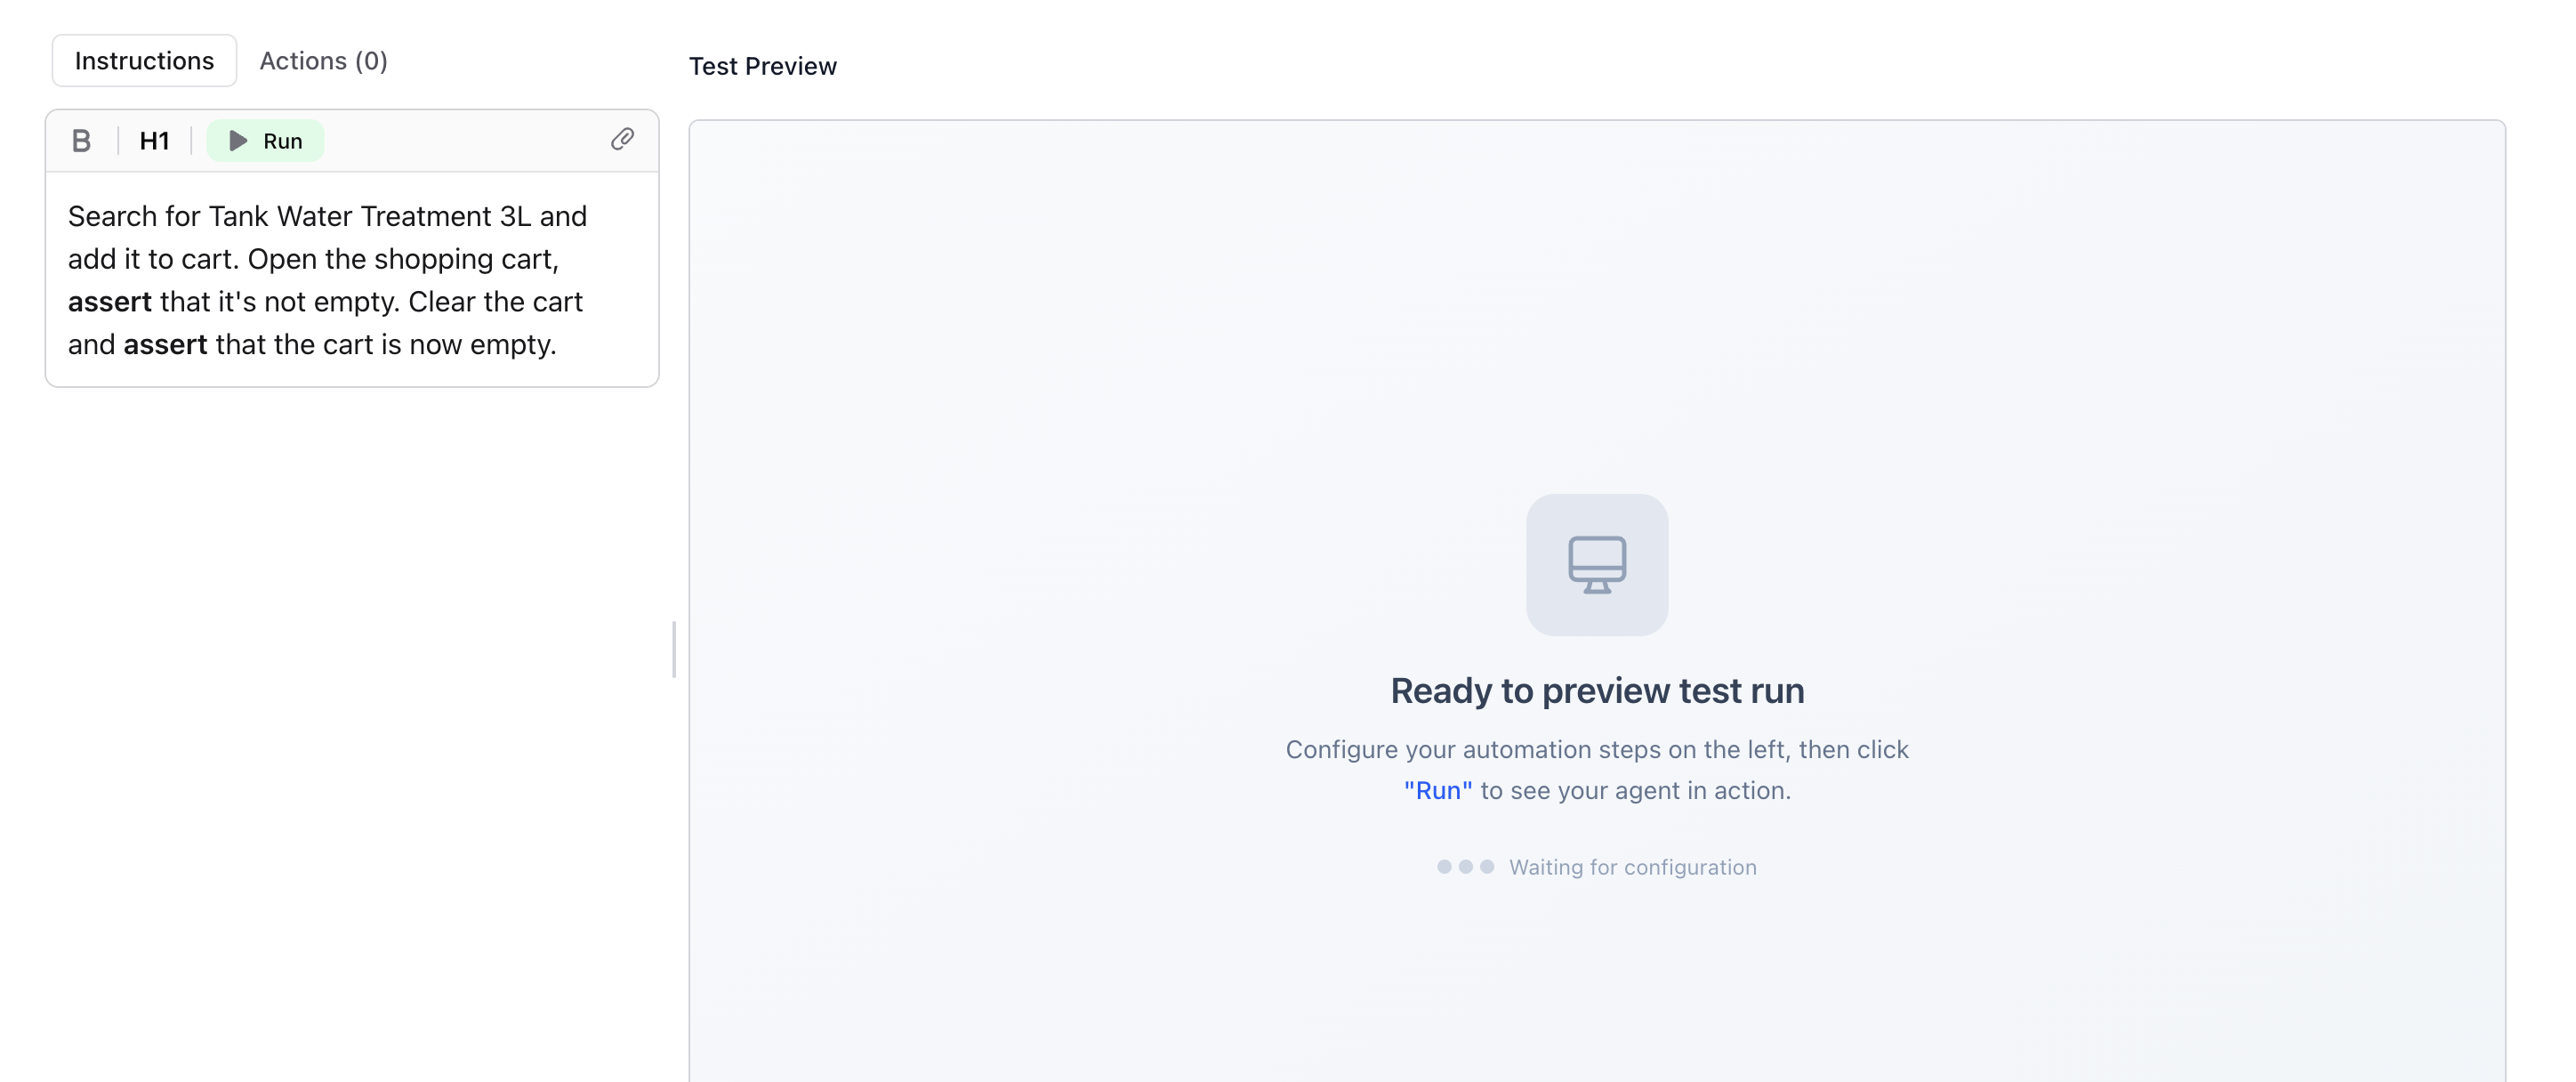 Instructions
Actions (0)
Test Preview
B
H1
Run
Search for Tank Water Treatment 3L and
add it to cart. Open the shopping cart,
assert that it's not empty. Clear the cart
and assert that the cart is now empty.
Ready to preview test run
Configure your automation steps on the left, then click
"Run" to see your agent in action.
Waiting for configuration